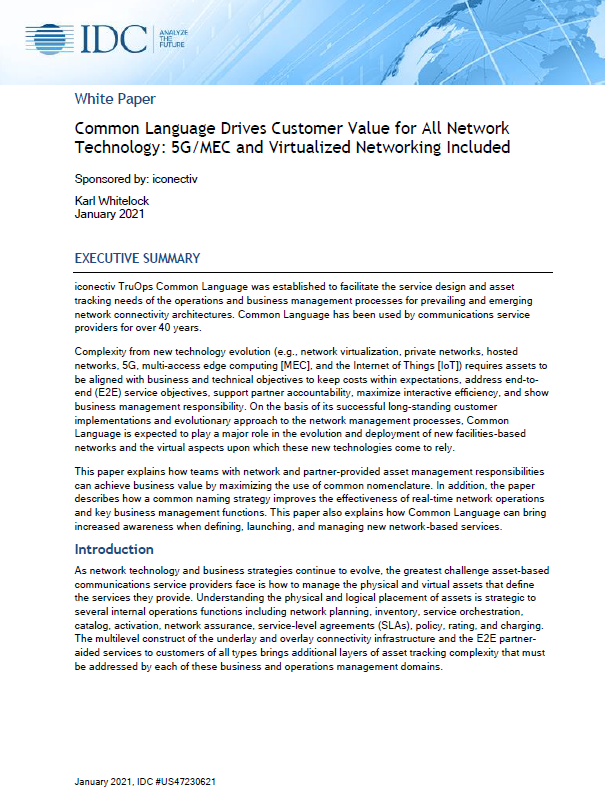 IDC
ANALYZE
THE
FUTURE
White Paper
Common Language Drives Customer Value for All Network
Technology: 5G/MEC and Virtualized Networking Included
Sponsored by: iconectiv
Karl Whitelock
January 2021
EXECUTIVE SUMMARY
iconectiv TruOps Common Language was established to facilitate the service design and asset
tracking needs of the operations and business management processes for prevailing and emerging
network connectivity architectures. Common Language has been used by communications service
providers for over 40 years.
Complexity from new technology evolution (e.g., network virtualization, private networks, hosted
networks, 5G, multi-access edge computing [MEC], and the Internet of Things [IoT]) requires assets to
be aligned with business and technical objectives to keep costs within expectations, address end-to-
end (E2E) service objectives, support partner accountability, maximize interactive efficiency, and show
business management responsibility. On the basis of its successful long-standing customer
implementations and evolutionary approach to the network management processes, Common
Language is expected to play a major role in the evolution and deployment of new facilities-based
networks and the virtual aspects upon which these new technologies come to rely.
This paper explains how teams with network and partner-provided asset management responsibilities
can achieve business value by maximizing the use of common nomenclature. In addition, the paper
describes how a common naming strategy improves the effectiveness of real-time network operations
and key business management functions. This paper also explains how Common Language can bring
increased awareness when defining, launching, and managing new network-based services.
Introduction
As network technology and business strategies continue to evolve, the greatest challenge asset-based
communications service providers face is how to manage the physical and virtual assets that define
the services they provide. Understanding the physical and logical placement of assets is strategic to
several internal operations functions including network planning, inventory, service orchestration,
catalog, activation, network assurance, service-level agreements (SLAs), policy, rating, and charging.
The multilevel construct of the underlay and overlay connectivity infrastructure and the E2E partner-
aided services to customers of all types brings additional layers of asset tracking complexity that must
be addressed by each of these business and operations management domains.
January 2021, IDC #US47230621